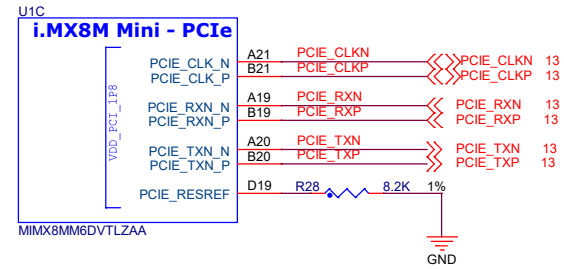 U1C
i.MX8M Mini - PCIe
VDD_PCI_1P8
PCIE_CLK_N A21 PCIE_CLKN PCIE_CLKN 13
PCIE_CLK_P B21 PCIE_CLKP PCIE_CLKP 13
PCIE_RXN_N A19 PCIE_RXN PCIE_RXN 13
PCIE_RXN_P B19 PCIE_RXP PCIE_RXP 13
PCIE_TXN_N A20 PCIE_TXN PCIE_TXN 13
PCIE_TXN_P B20 PCIE_TXP PCIE_TXP 13
PCIE_RESREF D19 R28 8.2K 1%
MIMX8MM6DVTLZAA
GND